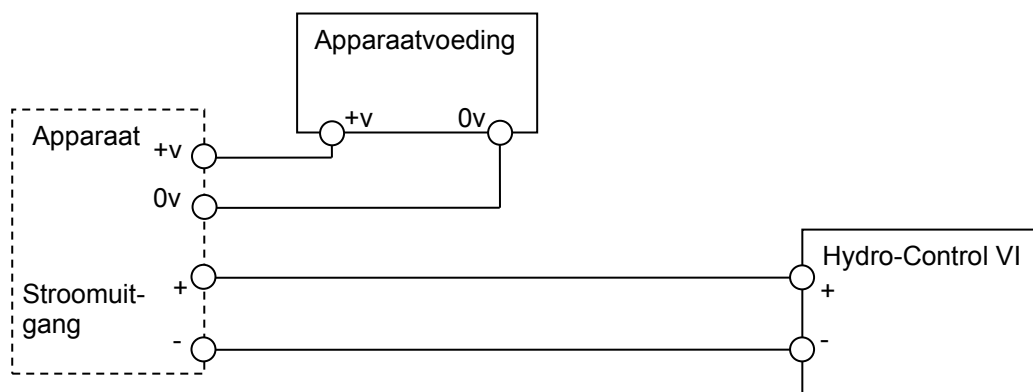 Apparaatvoeding
+v
0v
Apparaat
+v
0v
Stroomuit-
gang
+
-
Hydro-Control VI
+
-